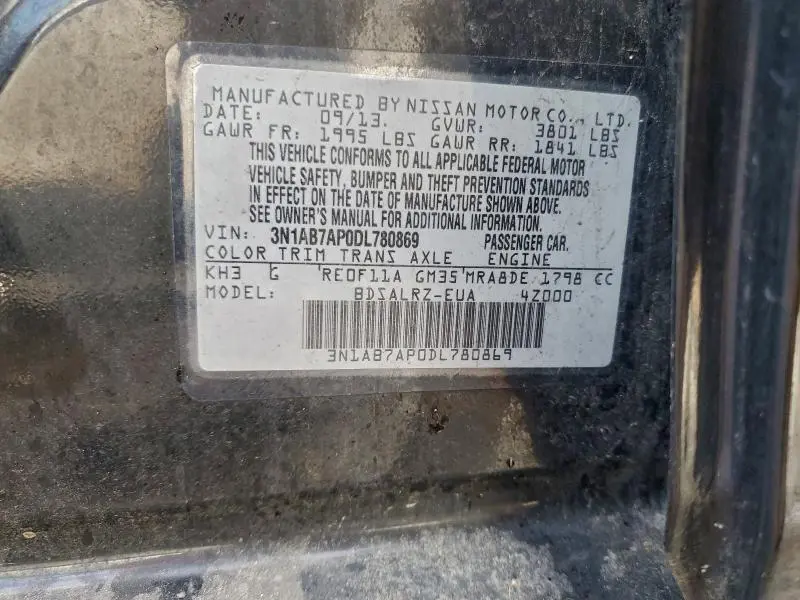 MANUFACTURED BY NISSAN MOTOR CO., LTD.
DATE: 09/13. GVWR: 3801 LBS
GAWR FR: 1995 LBS GAWR RR: 1841 LBS
THIS VEHICLE CONFORMS TO ALL APPLICABLE FEDERAL MOTOR
VEHICLE SAFETY, BUMPER AND THEFT PREVENTION STANDARDS
IN EFFECT ON THE DATE OF MANUFACTURE SHOWN ABOVE.
SEE OWNER'S MANUAL FOR ADDITIONAL INFORMATION.
VIN: 3N1AB7AP0DL780869 PASSENGER CAR.
COLOR TRIM TRANS AXLE ENGINE
KH3 G RE0F11A GM35 MRA8DE 1798 CC
MODEL: BDSALRZ-EUA 4Z000
3N1AB7AP0DL780869